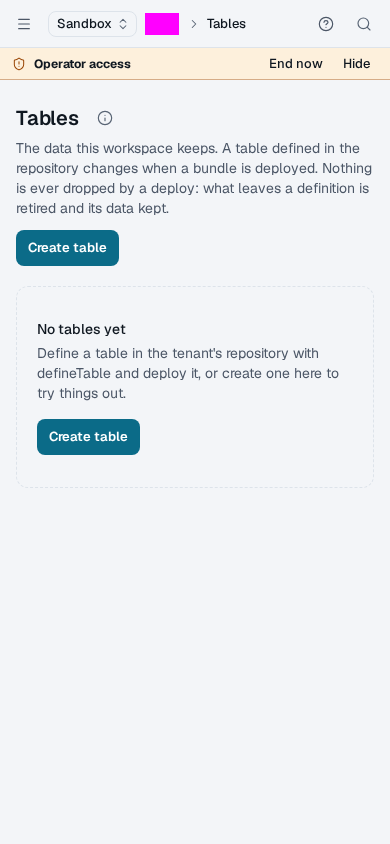 Sandbox
Tables
Operator access
End now
Hide
Tables
The data this workspace keeps. A table defined in the
repository changes when a bundle is deployed. Nothing
is ever dropped by a deploy: what leaves a definition is
retired and its data kept.
Create table
No tables yet
Define a table in the tenant's repository with
defineTable and deploy it, or create one here to
try things out.
Create table